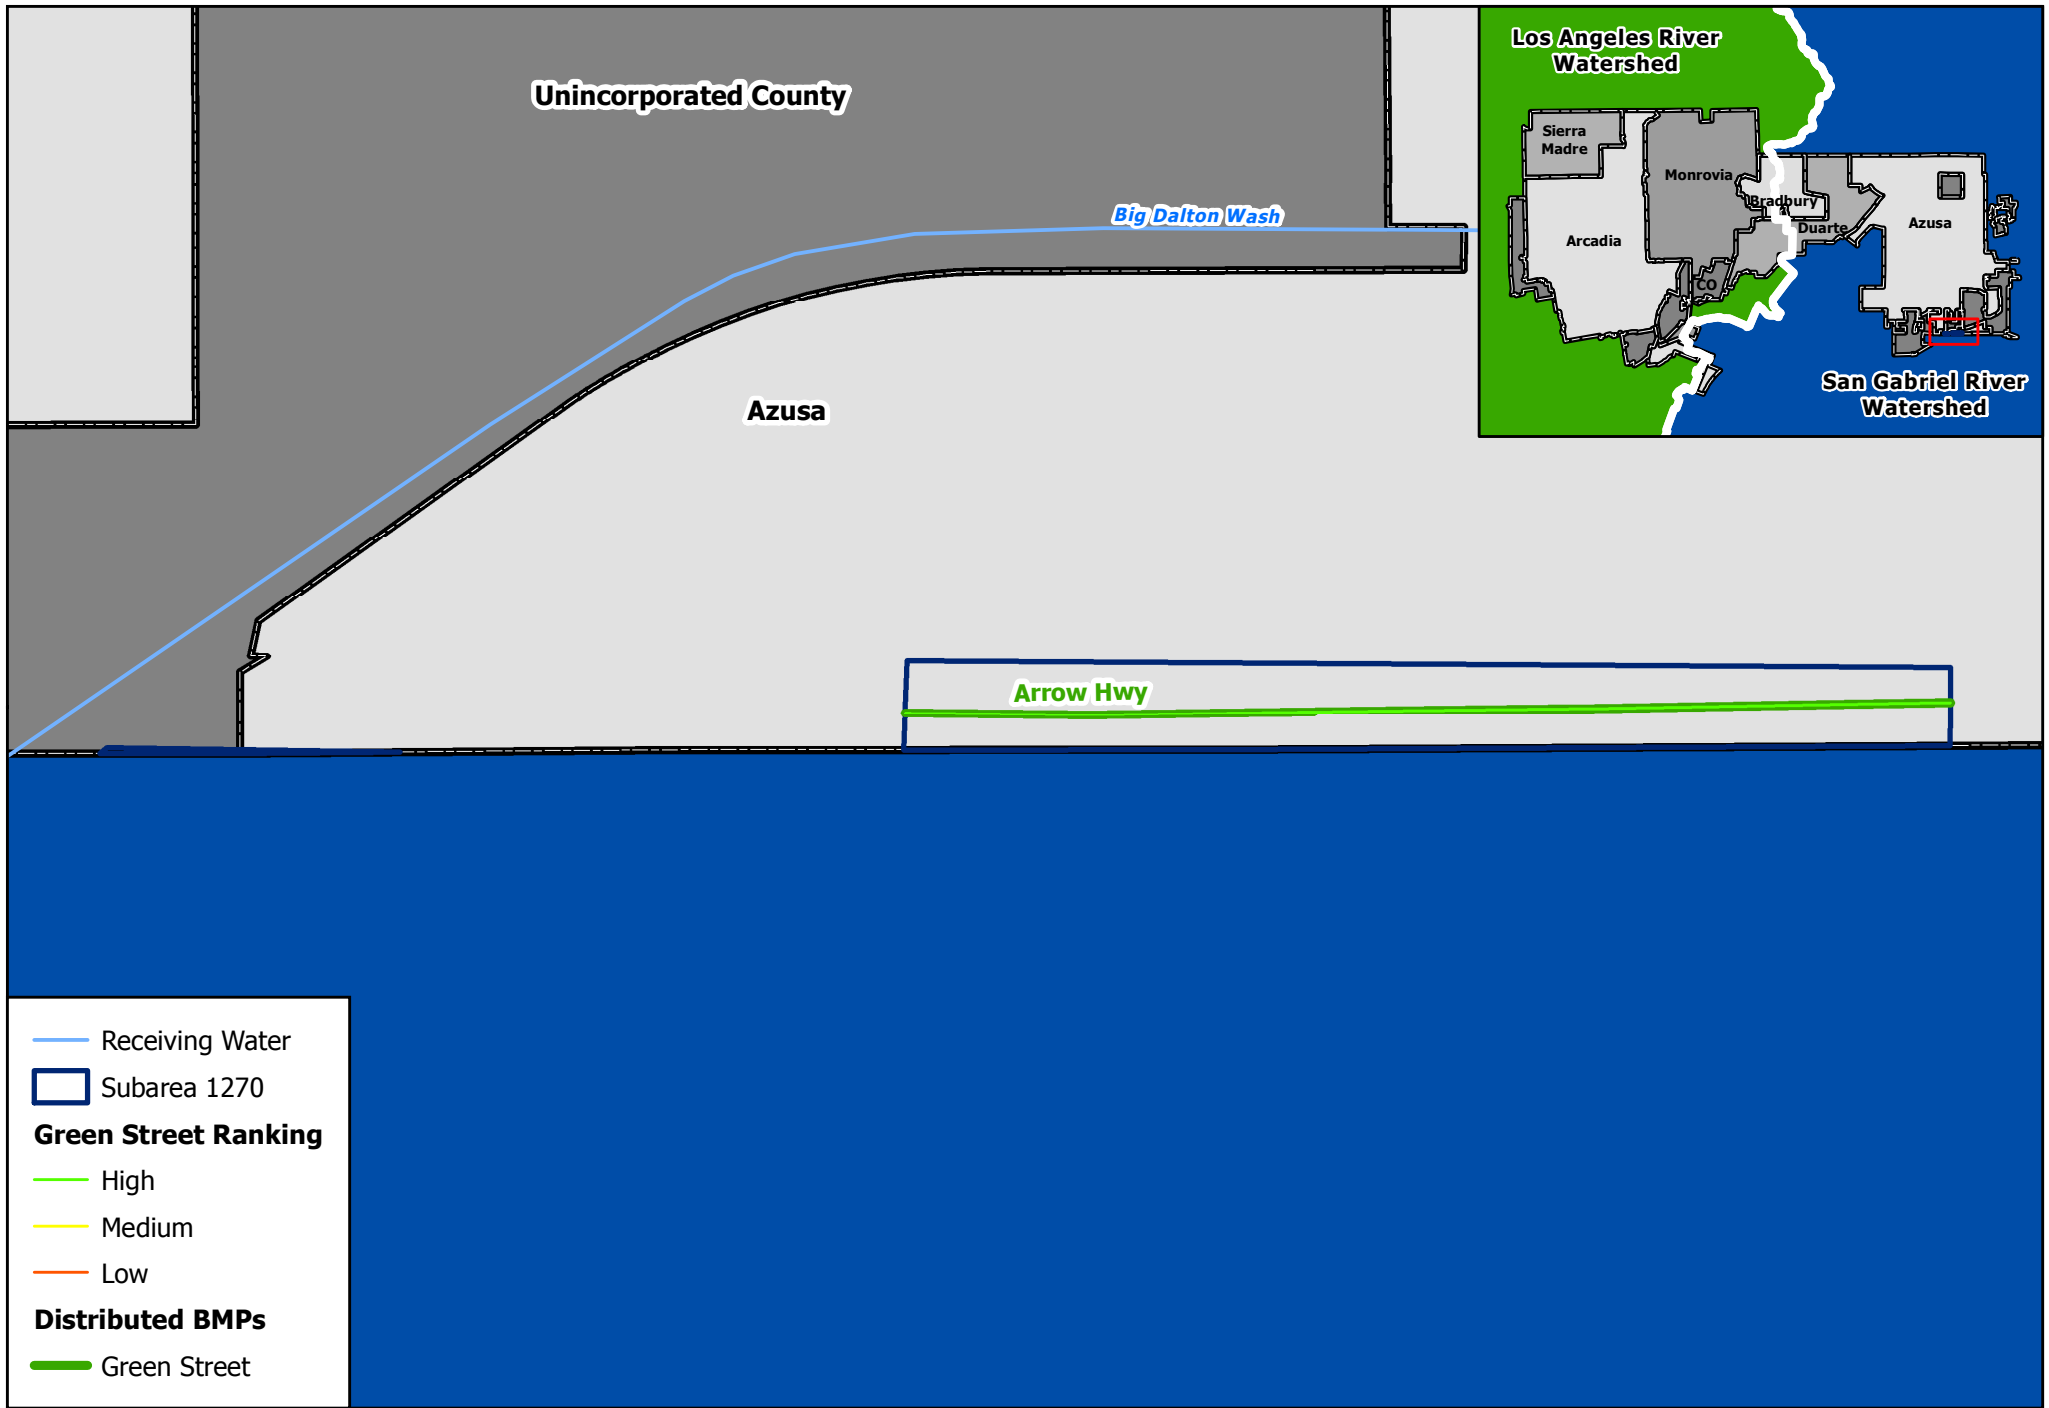 Unincorporated County
Big Dalton Wash
Azusa
Arrow Hwy
Los Angeles River
Watershed
Sierra
Madre
Monrovia
Bradbury
Duarte
Azusa
Arcadia
CO
San Gabriel River
Watershed
Receiving Water
Subarea 1270
Green Street Ranking
High
Medium
Low
Distributed BMPs
Green Street